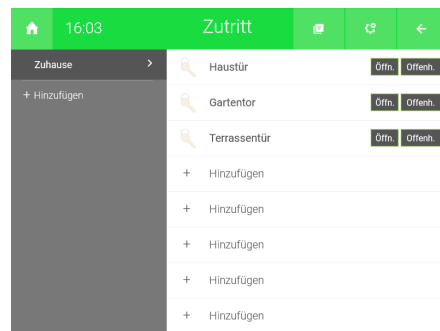 16:03 Zutritt
Zuhause
+ Hinzufügen
Haustür Öffn. Offenh.
Gartentor Öffn. Offenh.
Terrassentür Öffn. Offenh.
+ Hinzufügen
+ Hinzufügen
+ Hinzufügen
+ Hinzufügen
+ Hinzufügen